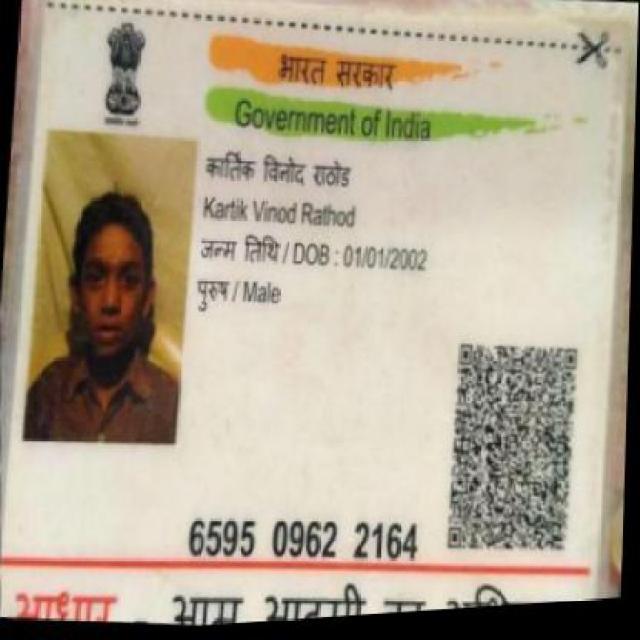 भारत सरकार
Government of India
कार्तिक विनोद राठोड
Kartik Vinod Rathod
जन्म तिथि / DOB : 01/01/2002
पुरुष / Male
6595 0962 2164
आधार - आम आदमी